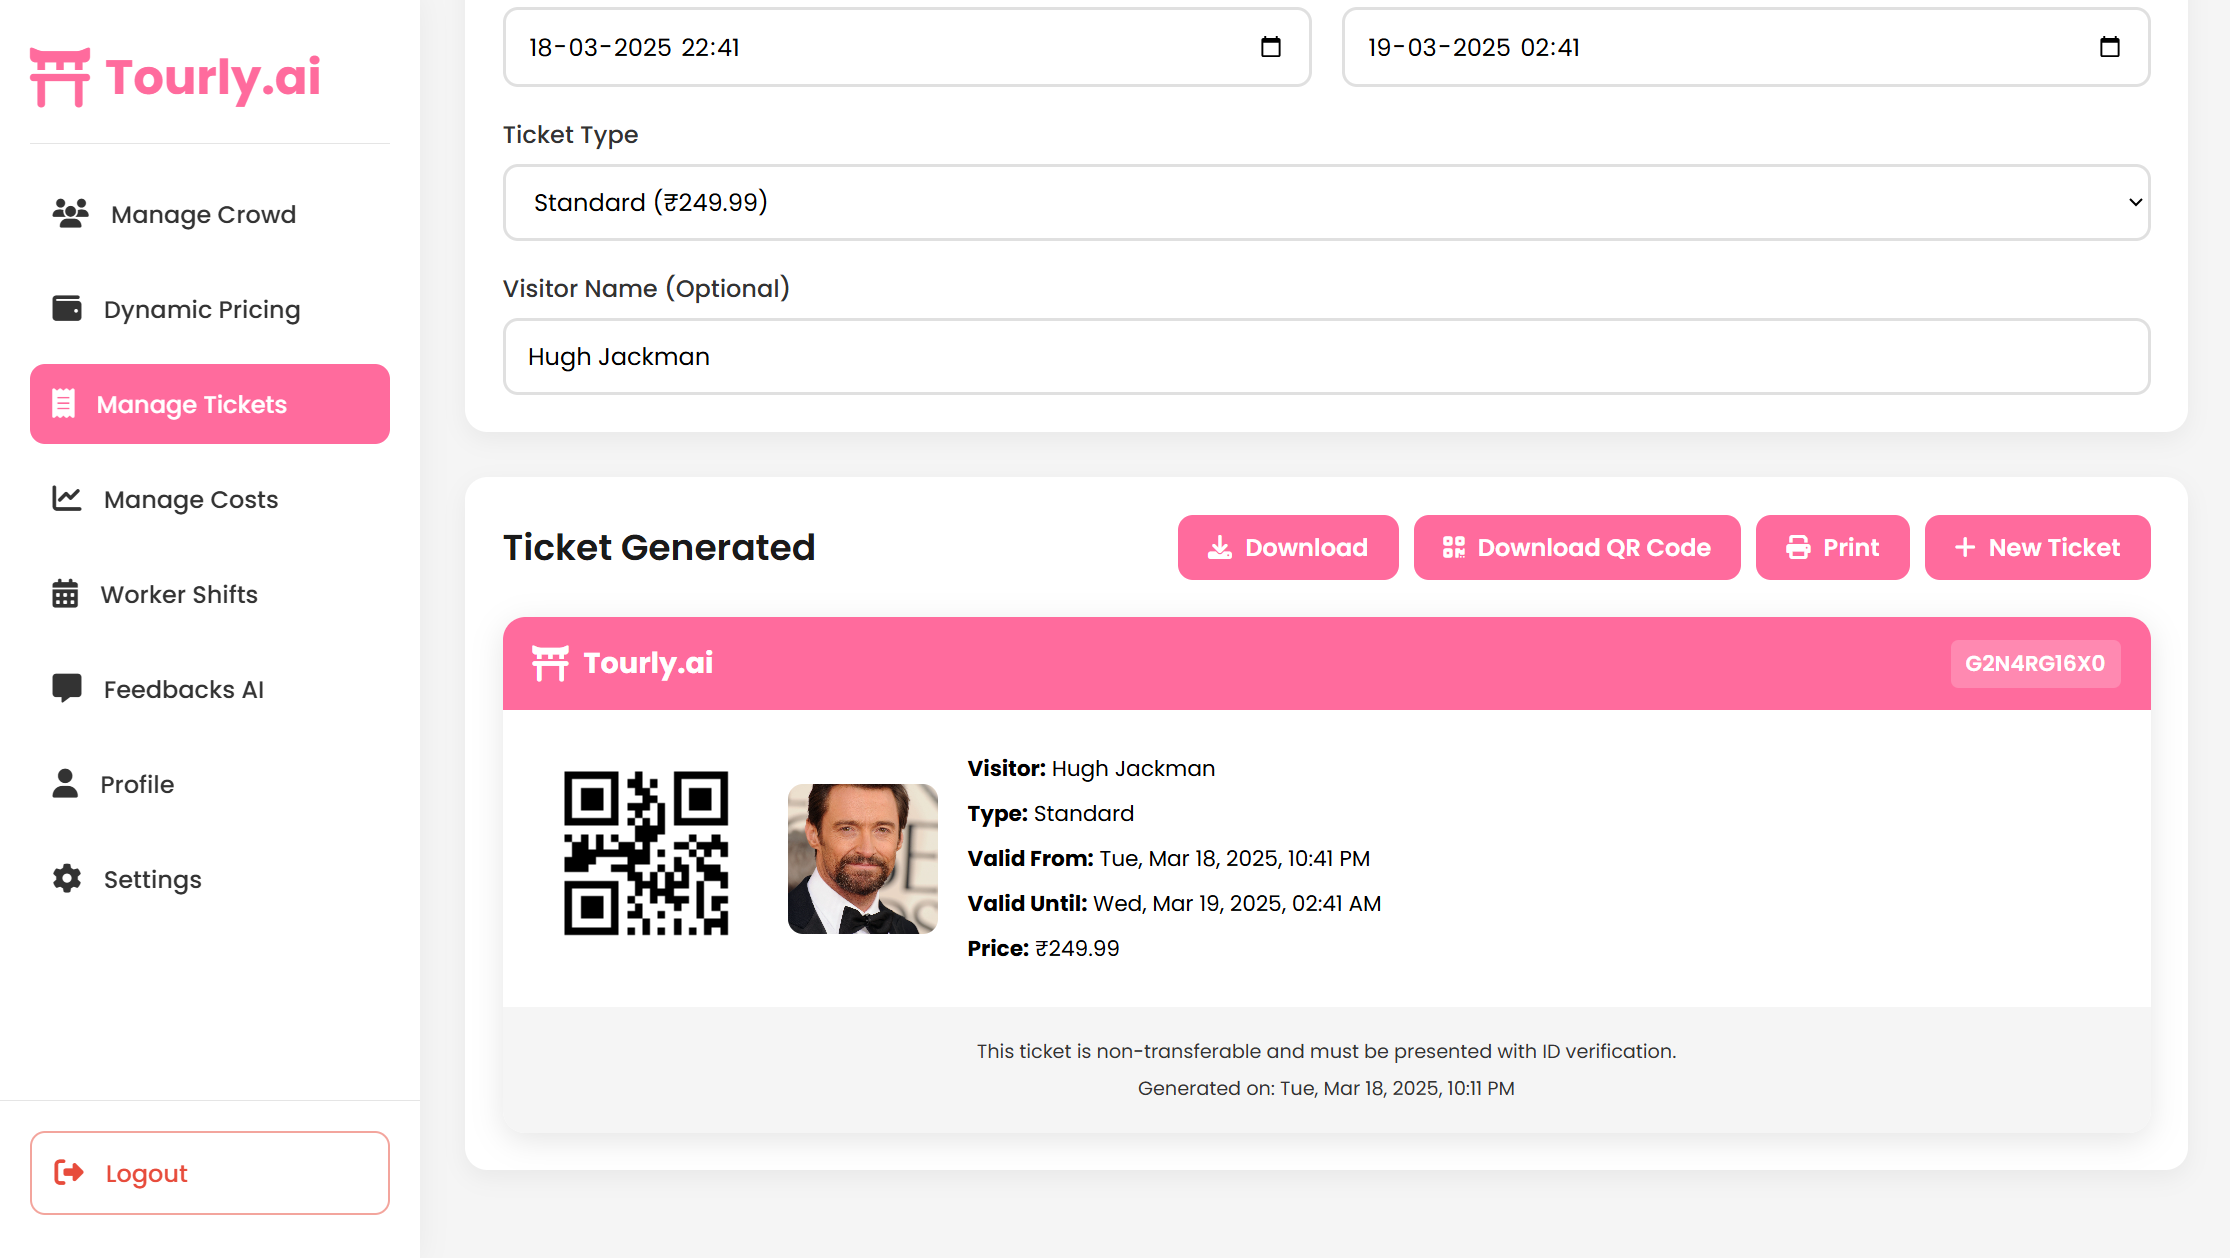 Tourly.ai
Manage Crowd
Dynamic Pricing
Manage Tickets
Manage Costs
Worker Shifts
Feedbacks AI
Profile
Settings
Logout
18-03-2025 22:41
19-03-2025 02:41
Ticket Type
Standard (₹249.99)
Visitor Name (Optional)
Hugh Jackman
Ticket Generated
Download
Download QR Code
Print
New Ticket
Tourly.ai
G2N4RG16X0
Visitor: Hugh Jackman
Type: Standard
Valid From: Tue, Mar 18, 2025, 10:41 PM
Valid Until: Wed, Mar 19, 2025, 02:41 AM
Price: ₹249.99
This ticket is non-transferable and must be presented with ID verification.
Generated on: Tue, Mar 18, 2025, 10:11 PM